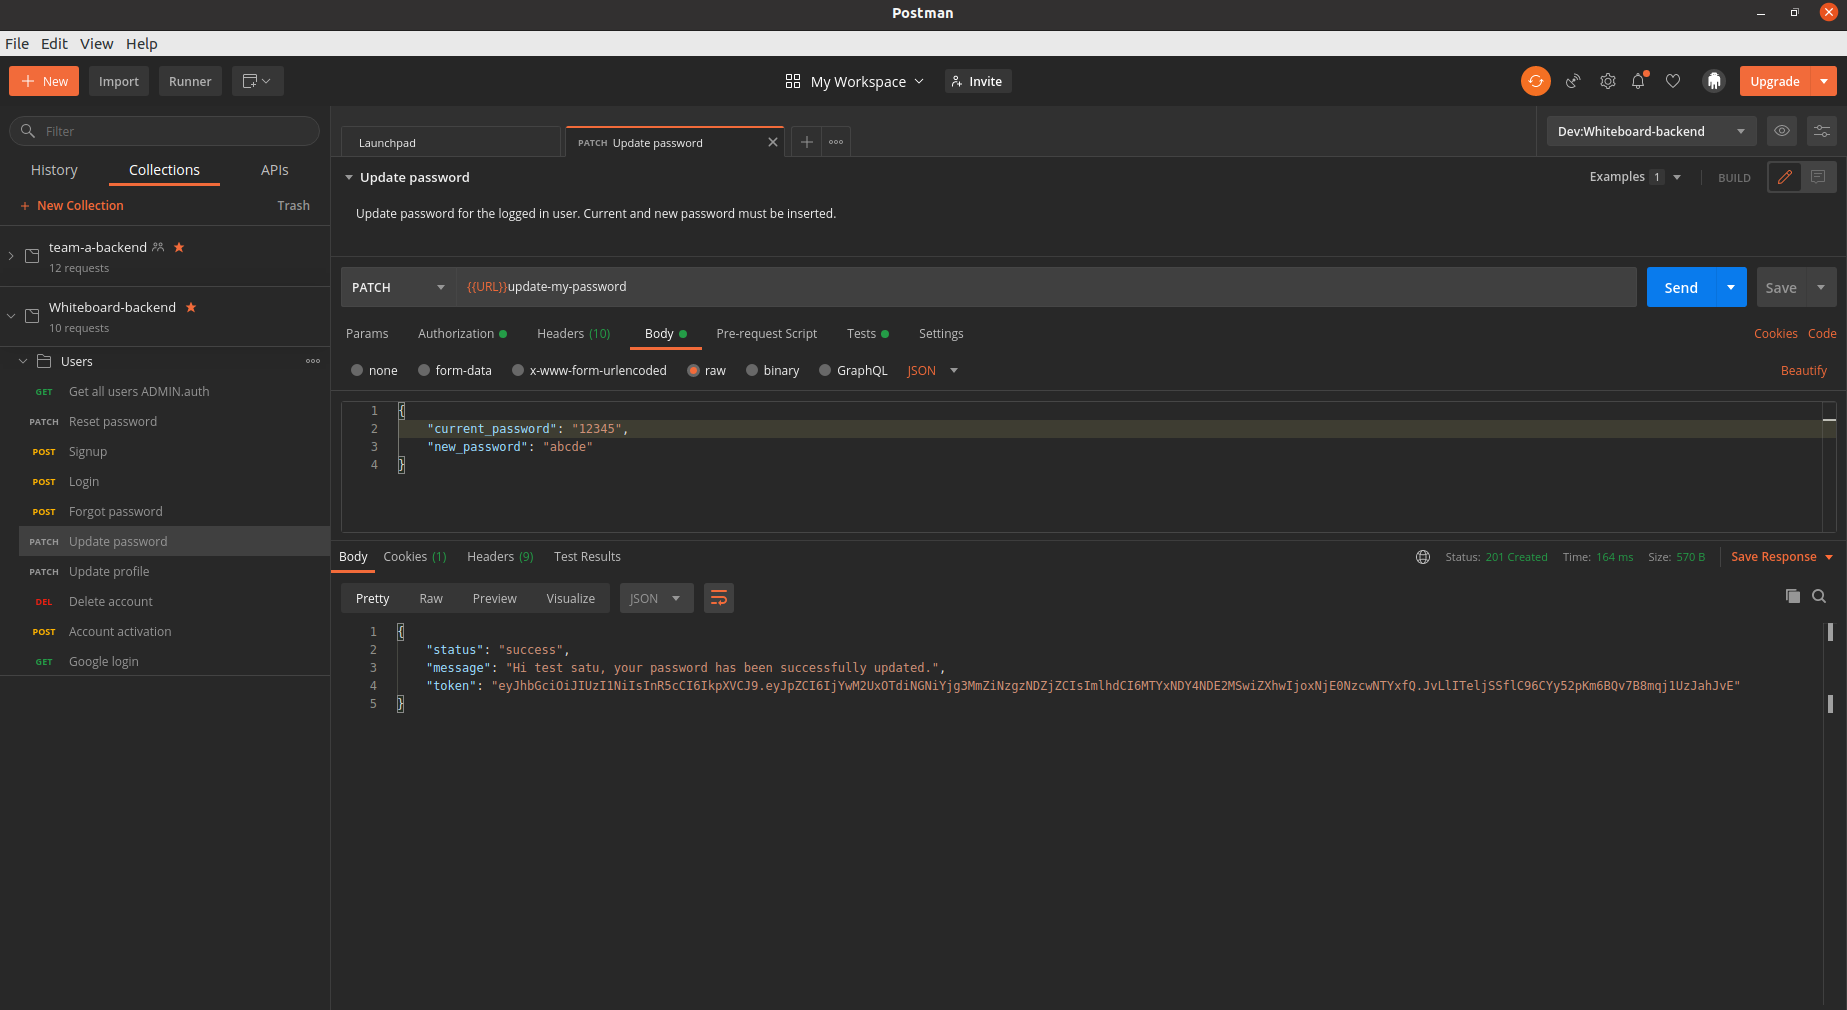 Postman
File Edit View Help
New Import Runner My Workspace Invite Upgrade
Filter
History Collections APIs
New Collection Trash
team-a-backend
12 requests
Whiteboard-backend
10 requests
Users
GET Get all users ADMIN.auth
PATCH Reset password
POST Signup
POST Login
POST Forgot password
PATCH Update password
PATCH Update profile
DEL Delete account
POST Account activation
GET Google login
Launchpad PATCH Update password Dev:Whiteboard-backend
Update password Examples 1 BUILD
Update password for the logged in user. Current and new password must be inserted.
PATCH {{URL}}update-my-password Send Save
Params Authorization Headers (10) Body Pre-request Script Tests Settings Cookies Code
none form-data x-www-form-urlencoded raw binary GraphQL JSON Beautify
1 {
2 "current_password": "12345",
3 "new_password": "abcde"
4 }
Body Cookies (1) Headers (9) Test Results Status: 201 Created Time: 164 ms Size: 570 B Save Response
Pretty Raw Preview Visualize JSON
1 {
2 "status": "success",
3 "message": "Hi test satu, your password has been successfully updated.",
4 "token": "eyJhbGciOiJIUzI1NiIsInR5cCI6IkpXVCJ9.eyJpZCI6IjYwM2UxOTdiNGNiYjg3MmZiNzgzNDZjZCIsImlhdCI6MTYxNDY4NDE2MSwiZXhwIjoxNjE0NzcwNTYxfQ.JvLlITeljSSflC96CYy52pKm6BQv7B8mqj1UzJahJvE"
5 }